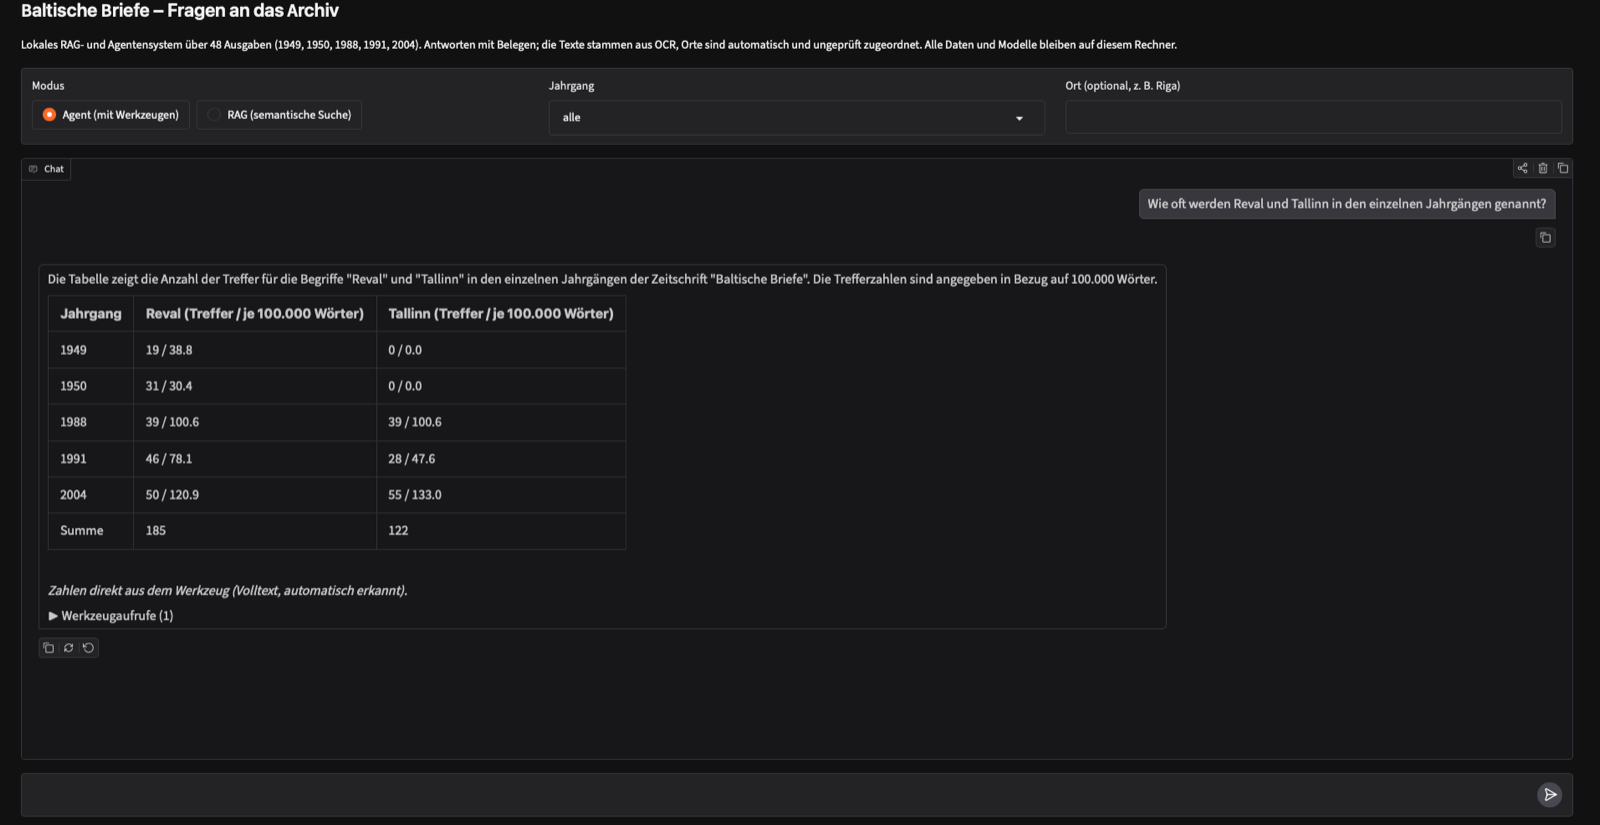 Baltische Briefe – Fragen an das Archiv
Lokales RAG- und Agentensystem über 48 Ausgaben (1949, 1950, 1988, 1991, 2004). Antworten mit Belegen; die Texte stammen aus OCR, Orte sind automatisch und ungeprüft zugeordnet. Alle Daten und Modelle bleiben auf diesem Rechner.
Modus
Agent (mit Werkzeugen) RAG (semantische Suche)
Jahrgang
alle
Ort (optional, z. B. Riga)
Chat
Wie oft werden Reval und Tallinn in den einzelnen Jahrgängen genannt?
Die Tabelle zeigt die Anzahl der Treffer für die Begriffe "Reval" und "Tallinn" in den einzelnen Jahrgängen der Zeitschrift "Baltische Briefe". Die Trefferzahlen sind angegeben in Bezug auf 100.000 Wörter.
Jahrgang Reval (Treffer / je 100.000 Wörter) Tallinn (Treffer / je 100.000 Wörter)
1949 19 / 38.8 0 / 0.0
1950 31 / 30.4 0 / 0.0
1988 39 / 100.6 39 / 100.6
1991 46 / 78.1 28 / 47.6
2004 50 / 120.9 55 / 133.0
Summe 185 122
Zahlen direkt aus dem Werkzeug (Volltext, automatisch erkannt).
▶ Werkzeugaufrufe (1)